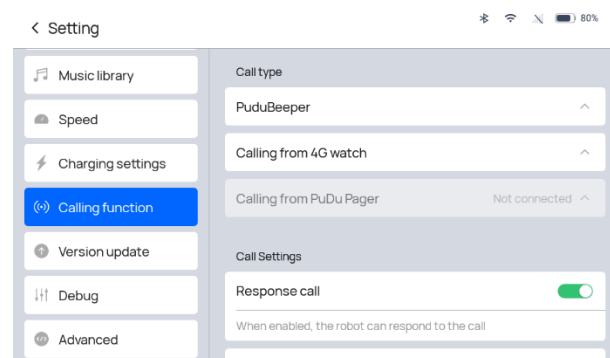 Setting
80%
Music library
Speed
Charging settings
Calling function
Version update
Debug
Advanced
Call type
PuduBeeper
Calling from 4G watch
Calling from PuDu Pager Not connected
Call Settings
Response call
When enabled, the robot can respond to the call